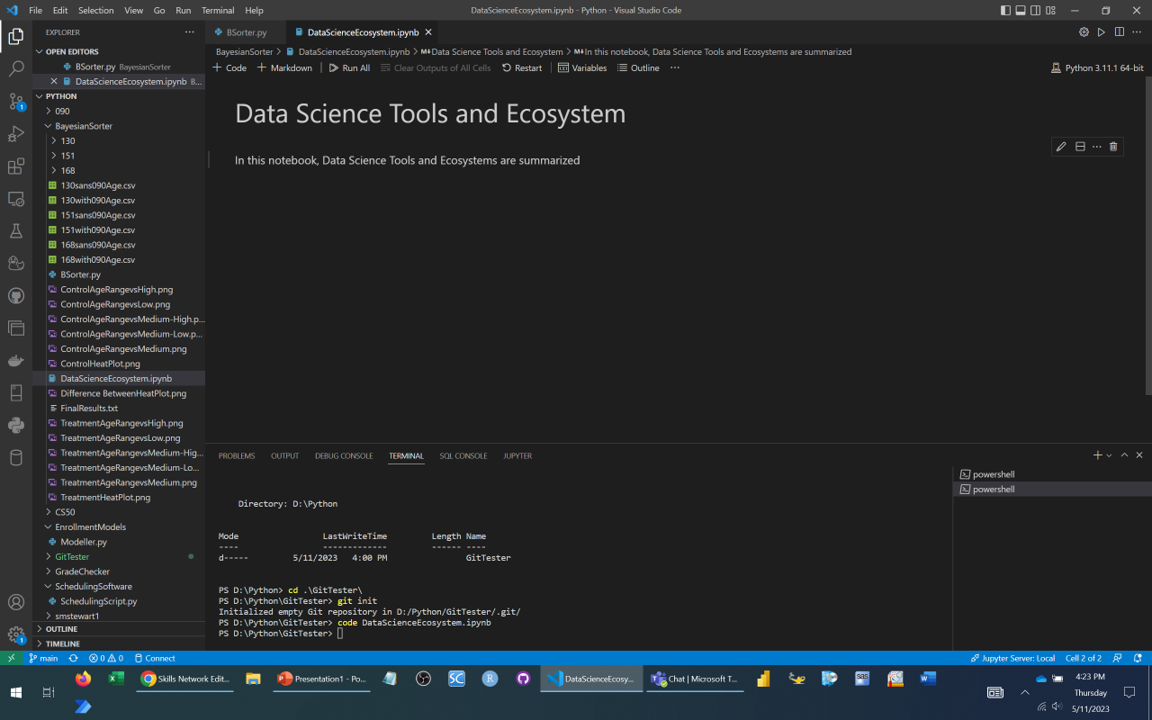 File Edit Selection View Go Run Terminal Help
DataScienceEcosystem.ipynb - Python - Visual Studio Code
EXPLORER
OPEN EDITORS
BSorter.py BayesianSorter
DataScienceEcosystem.ipynb B...
PYTHON
090
BayesianSorter
130
151
168
130sans090Age.csv
130with090Age.csv
151sans090Age.csv
151with090Age.csv
168sans090Age.csv
168with090Age.csv
BSorter.py
ControlAgeRangevsHigh.png
ControlAgeRangevsLow.png
ControlAgeRangevsMedium-High.p...
ControlAgeRangevsMedium-Low.p...
ControlAgeRangevsMedium.png
ControlHeatPlot.png
DataScienceEcosystem.ipynb
Difference BetweenHeatPlot.png
FinalResults.txt
TreatmentAgeRangevsHigh.png
TreatmentAgeRangevsLow.png
TreatmentAgeRangevsMedium-Hig...
TreatmentAgeRangevsMedium-Lo...
TreatmentAgeRangevsMedium.png
TreatmentHeatPlot.png
CS50
EnrollmentModels
Modeller.py
GitTester
GradeChecker
SchedulingSoftware
SchedulingScript.py
smstewart1
OUTLINE
TIMELINE
BSorter.py
DataScienceEcosystem.ipynb
BayesianSorter > DataScienceEcosystem.ipynb > M↓Data Science Tools and Ecosystem > M↓In this notebook, Data Science Tools and Ecosystems are summarized
+ Code + Markdown Run All Clear Outputs of All Cells Restart Variables Outline ...
Python 3.11.1 64-bit
Data Science Tools and Ecosystem
In this notebook, Data Science Tools and Ecosystems are summarized
PROBLEMS OUTPUT DEBUG CONSOLE TERMINAL SQL CONSOLE JUPYTER
powershell
powershell
Directory: D:\Python
Mode LastWriteTime Length Name
---- ------------- ------ ----
d----- 5/11/2023 4:00 PM GitTester
PS D:\Python> cd .\GitTester\
PS D:\Python\GitTester> git init
Initialized empty Git repository in D:/Python/GitTester/.git/
PS D:\Python\GitTester> code DataScienceEcosystem.ipynb
PS D:\Python\GitTester>
main 0 0 Connect
Jupyter Server: Local Cell 2 of 2
Skills Network Edit...
Presentation1 - Po...
SC
R
DataScienceEcosy...
Chat | Microsoft T...
sas
4:23 PM
Thursday
5/11/2023